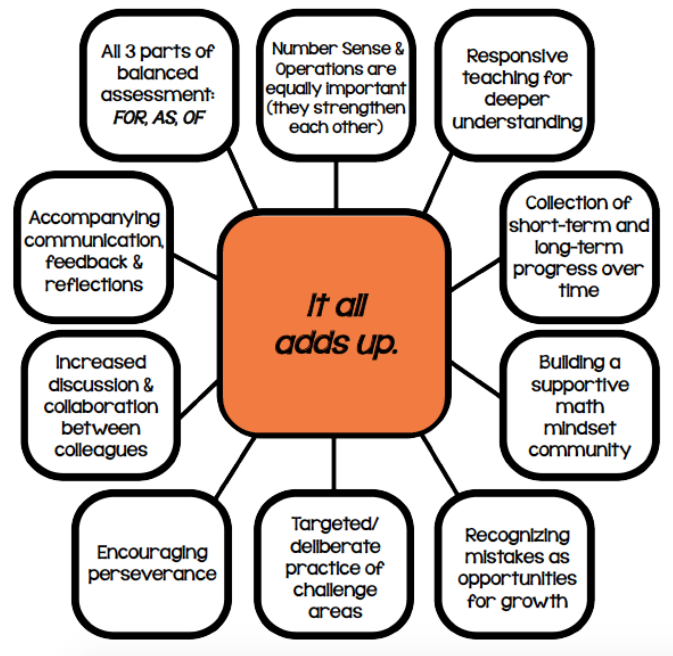 All 3 parts of
balanced
assessment:
FOR, AS, OF
Number Sense &
Operations are
equally important
(they strengthen
each other)
Responsive
teaching for
deeper
understanding
Accompanying
communication,
feedback &
reflections
Collection of
short-term and
long-term
progress over
time
It all
adds up.
Increased
discussion &
collaboration
between
colleagues
Building a
supportive
math
mindset
community
Encouraging
perseverance
Targeted/
deliberate
practice of
challenge
areas
Recognizing
mistakes as
opportunities
for growth